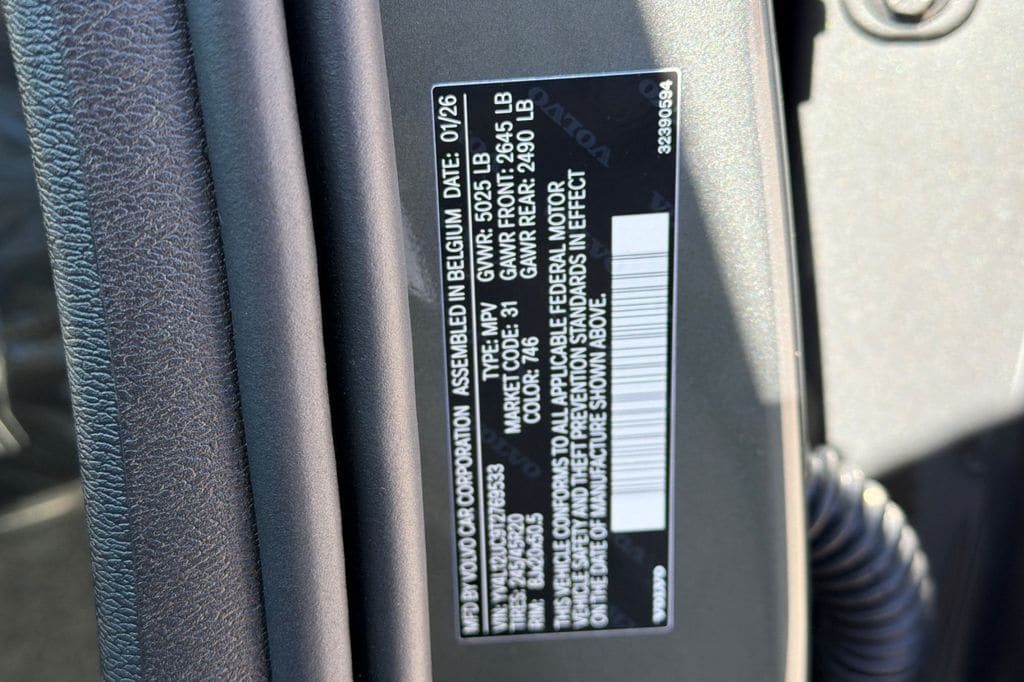 MFD BY VOLVO CAR CORPORATION ASSEMBLED IN BELGIUM DATE: 01/26
VIN: YV4L12UC9T2769533 TYPE: MPV GVWR: 5025 LB
TIRES: 245/45R20 MARKET CODE: 31 GAWR FRONT: 2645 LB
RIM: 8Jx20x50.5 COLOR: 746 GAWR REAR: 2490 LB
THIS VEHICLE CONFORMS TO ALL APPLICABLE FEDERAL MOTOR
VEHICLE SAFETY AND THEFT PREVENTION STANDARDS IN EFFECT
ON THE DATE OF MANUFACTURE SHOWN ABOVE.
VOLVO 32390594